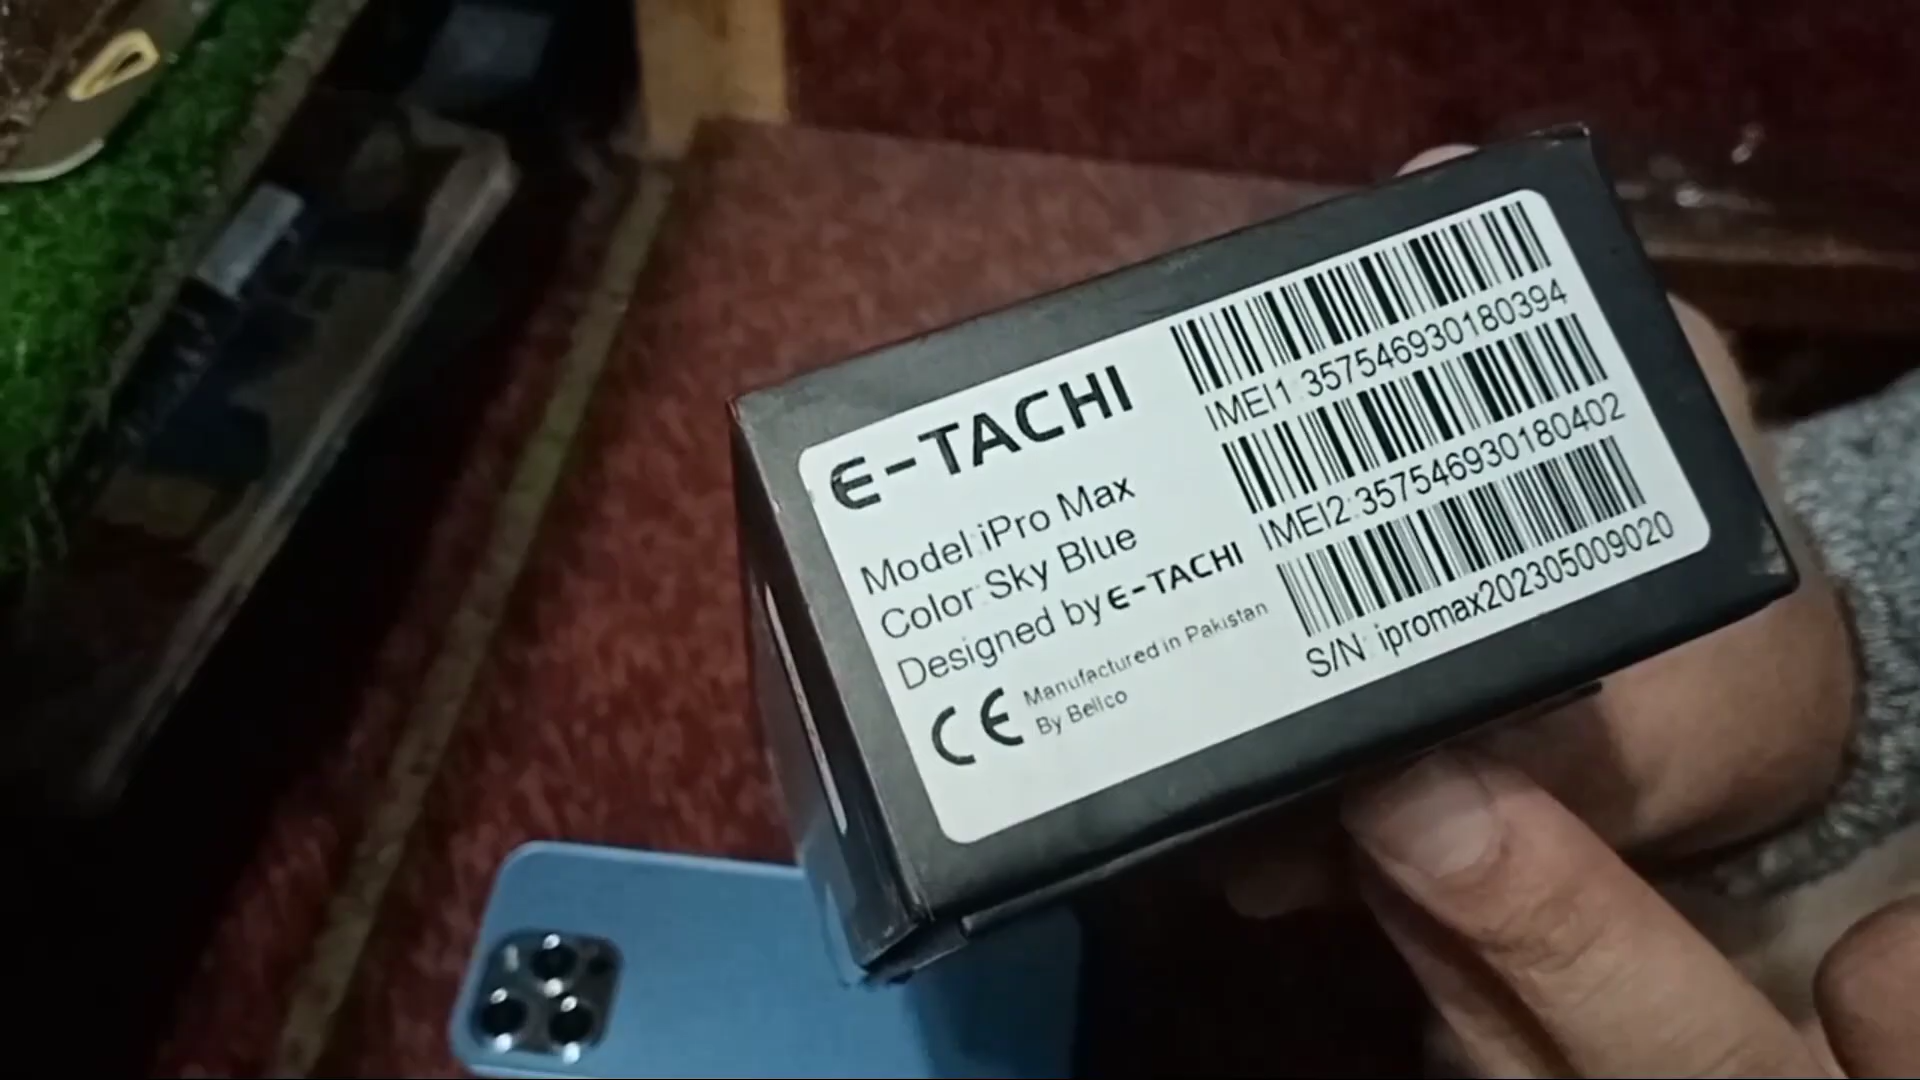 E-TACHI
Model:iPro Max
Color:Sky Blue
Designed by E-TACHI
CE Manufactured in Pakistan
By Bellco
IMEI1:357546930180394
IMEI2:357546930180402
S/N: ipromax202305009020